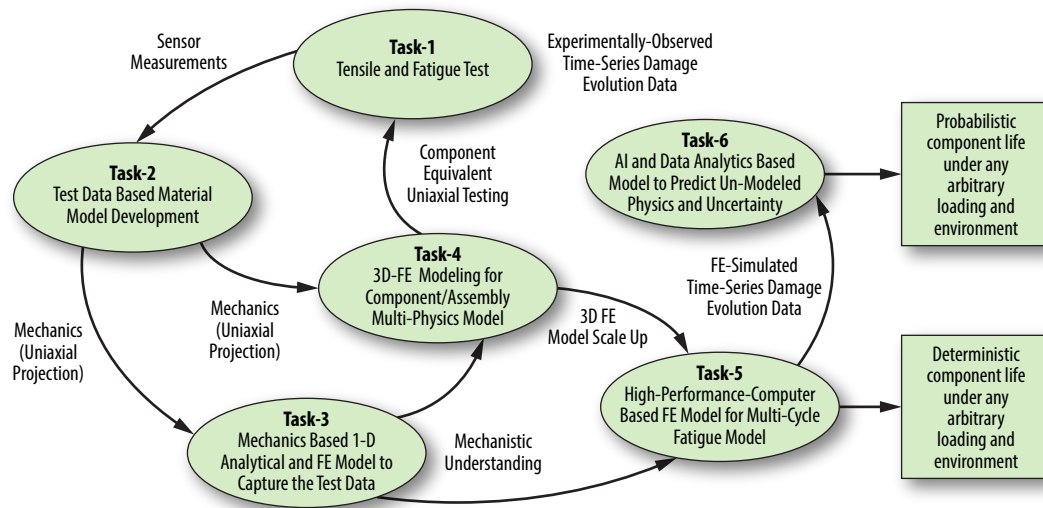 Sensor
Measurements
Task-1
Tensile and Fatigue Test
Experimentally-Observed
Time-Series Damage
Evolution Data
Task-2
Test Data Based Material
Model Development
Component
Equivalent
Uniaxial Testing
Task-6
AI and Data Analytics Based
Model to Predict Un-Modeled
Physics and Uncertainty
Probabilistic
component life
under any
arbitrary
loading and
environment
Task-4
3D-FE Modeling for
Component/Assembly
Multi-Physics Model
FE-Simulated
Time-Series Damage
Evolution Data
Mechanics
(Uniaxial
Projection)
Mechanics
(Uniaxial
Projection)
3D FE
Model Scale Up
Task-5
High-Performance-Computer
Based FE Model for Multi-Cycle
Fatigue Model
Deterministic
component life
under any
arbitrary
loading and
environment
Task-3
Mechanics Based 1-D
Analytical and FE Model to
Capture the Test Data
Mechanistic
Understanding